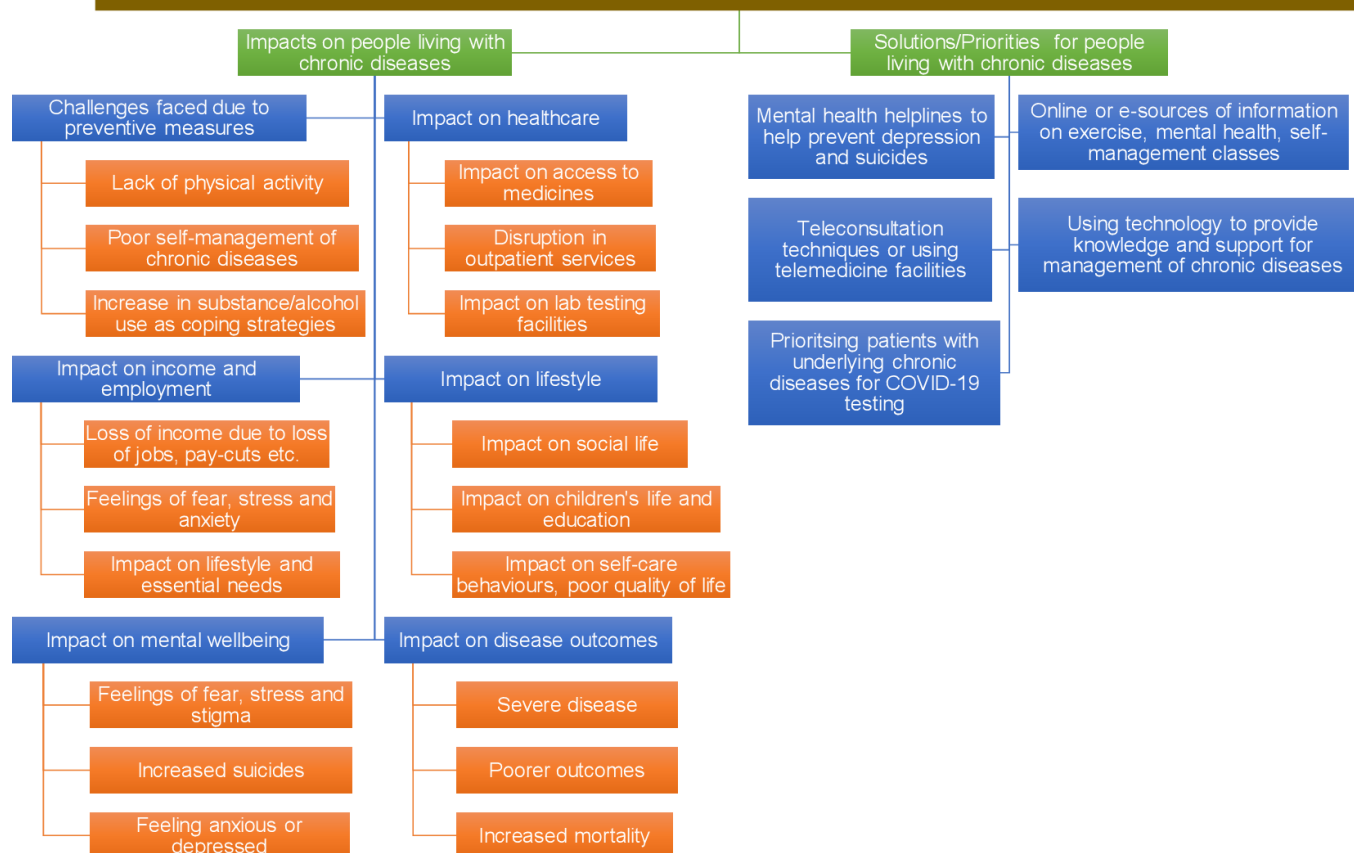 Impacts on people living with
chronic diseases
Solutions/Priorities for people
living with chronic diseases
Challenges faced due to
preventive measures
Lack of physical activity
Poor self-management of
chronic diseases
Increase in substance/alcohol
use as coping strategies
Impact on healthcare
Impact on access to
medicines
Disruption in
outpatient services
Impact on lab testing
facilities
Impact on income and
employment
Loss of income due to loss
of jobs, pay-cuts etc.
Feelings of fear, stress and
anxiety
Impact on lifestyle and
essential needs
Impact on lifestyle
Impact on social life
Impact on children's life and
education
Impact on self-care
behaviours, poor quality of life
Impact on mental wellbeing
Feelings of fear, stress and
stigma
Increased suicides
Feeling anxious or
depressed
Impact on disease outcomes
Severe disease
Poorer outcomes
Increased mortality
Mental health helplines to
help prevent depression
and suicides
Online or e-sources of information
on exercise, mental health, self-
management classes
Teleconsultation
techniques or using
telemedicine facilities
Using technology to provide
knowledge and support for
management of chronic diseases
Prioritsing patients with
underlying chronic
diseases for COVID-19
testing